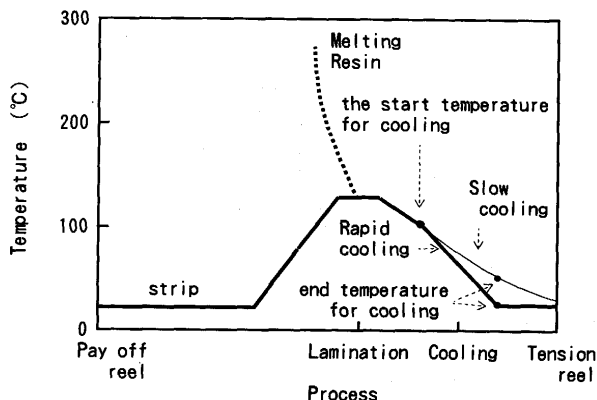 300
200
100
0
Temperature (℃)
Melting
Resin
the start temperature
for cooling
Slow
cooling
Rapid
cooling
strip
end temperature
for cooling
Pay off
reel
Lamination
Cooling
Tension
reel
Process